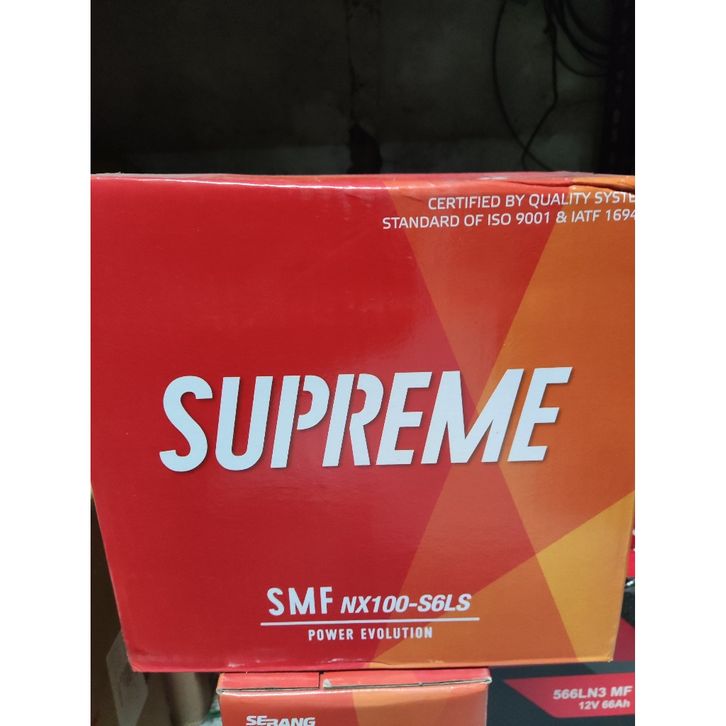 CERTIFIED BY QUALITY SYSTE
STANDARD OF ISO 9001 & IATF 1694
SUPREME
SMF NX100-S6LS
POWER EVOLUTION
566LN3 MF
12V 66Ah
SEBANG